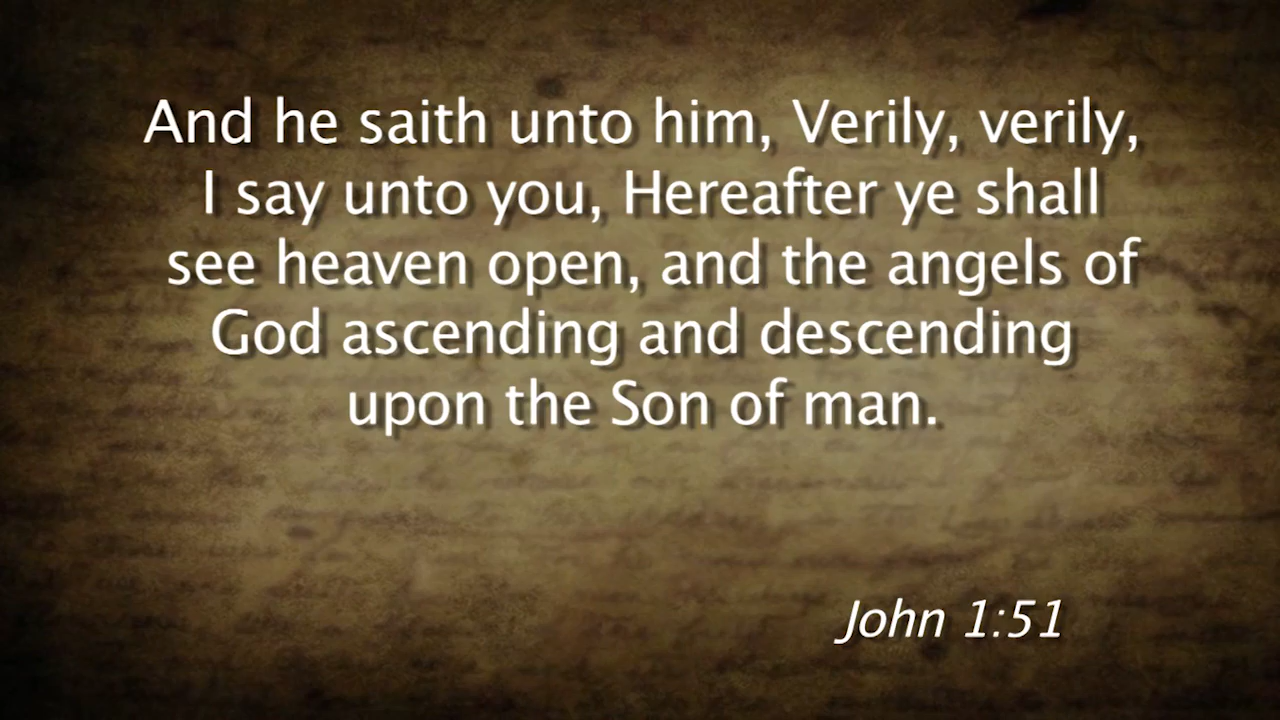 And he saith unto him, Verily, verily,
I say unto you, Hereafter ye shall
see heaven open, and the angels of
God ascending and descending
upon the Son of man.
John 1:51